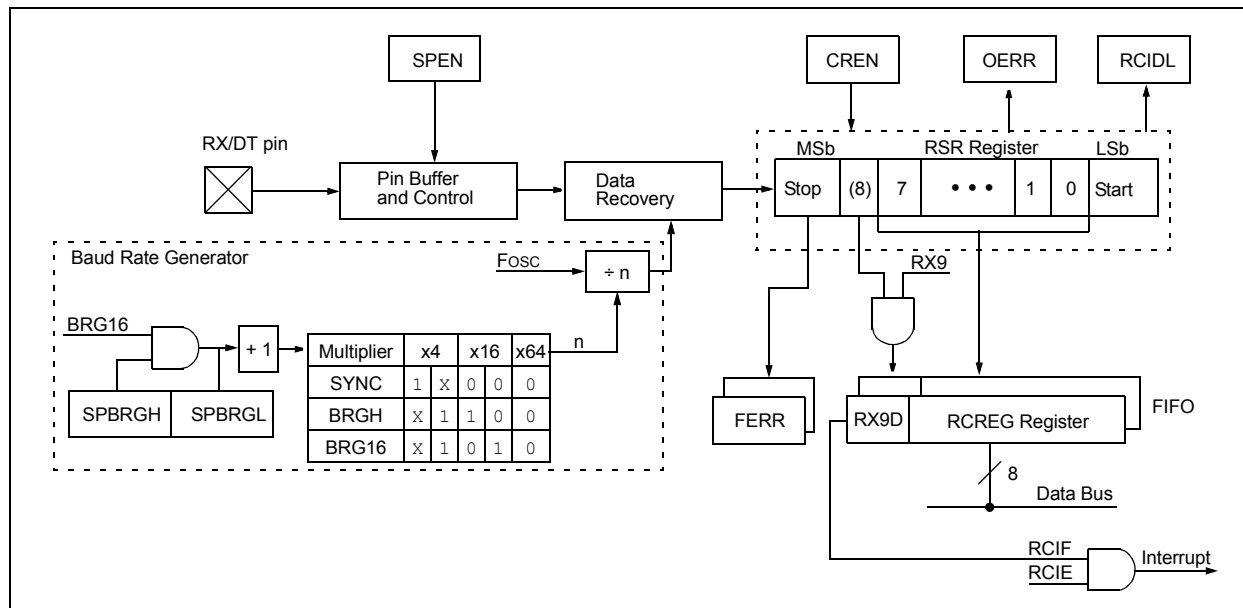 SPEN
CREN
OERR
RCIDL
RX/DT pin
Pin Buffer
and Control
Data
Recovery
MSb
RSR Register
LSb
Stop
(8)
7
• • •
1
0
Start
Baud Rate Generator
FOSC
÷ n
RX9
BRG16
+ 1
n
SPBRGH
SPBRGL
Multiplier x4 x16 x64
SYNC 1 X 0 0 0
BRGH X 1 1 0 0
BRG16 X 1 0 1 0
FERR
RX9D
RCREG Register
FIFO
8
Data Bus
RCIF
RCIE
Interrupt